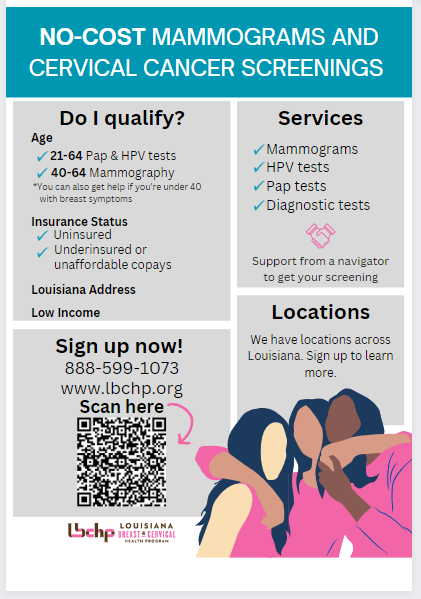 NO-COST MAMMOGRAMS AND
CERVICAL CANCER SCREENINGS
Do I qualify?
Age
21-64 Pap & HPV tests
40-64 Mammography
*You can also get help if you're under 40
with breast symptoms
Insurance Status
Uninsured
Underinsured or
unaffordable copays
Louisiana Address
Low Income
Services
Mammograms
HPV tests
Pap tests
Diagnostic tests
Support from a navigator
to get your screening
Locations
We have locations across
Louisiana. Sign up to learn
more.
Sign up now!
888-599-1073
www.lbchp.org
Scan here
lbchp
LOUISIANA
BREAST & CERVICAL
HEALTH PROGRAM